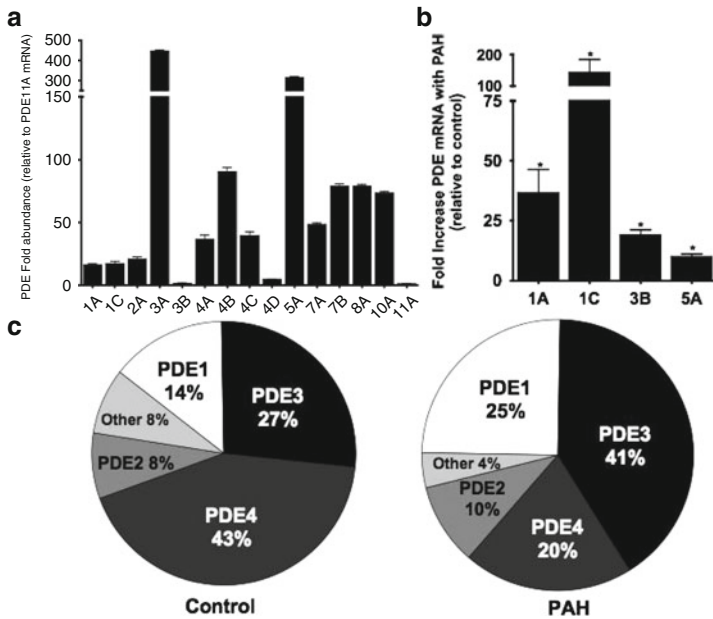 a
PDE Fold abundance (relative to PDE11A mRNA)
500
400
300
200
150
100
50
0
1A 1C 2A 3A 3B 4A 4B 4C 4D 5A 7A 7B 8A 10A 11A
b
Fold Increase PDE mRNA with PAH
(relative to control)
200
100
75
50
25
0
* * * *
1A 1C 3B 5A
c
PDE1
14%
PDE3
27%
Other 8%
PDE2 8%
PDE4
43%
Control
PDE1
25%
PDE3
41%
Other 4%
PDE2
10%
PDE4
20%
PAH